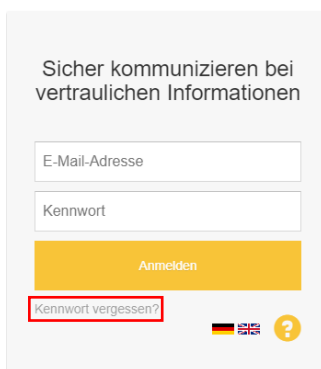 Sicher kommunizieren bei
vertraulichen Informationen
E-Mail-Adresse
Kennwort
Anmelden
Kennwort vergessen?
?